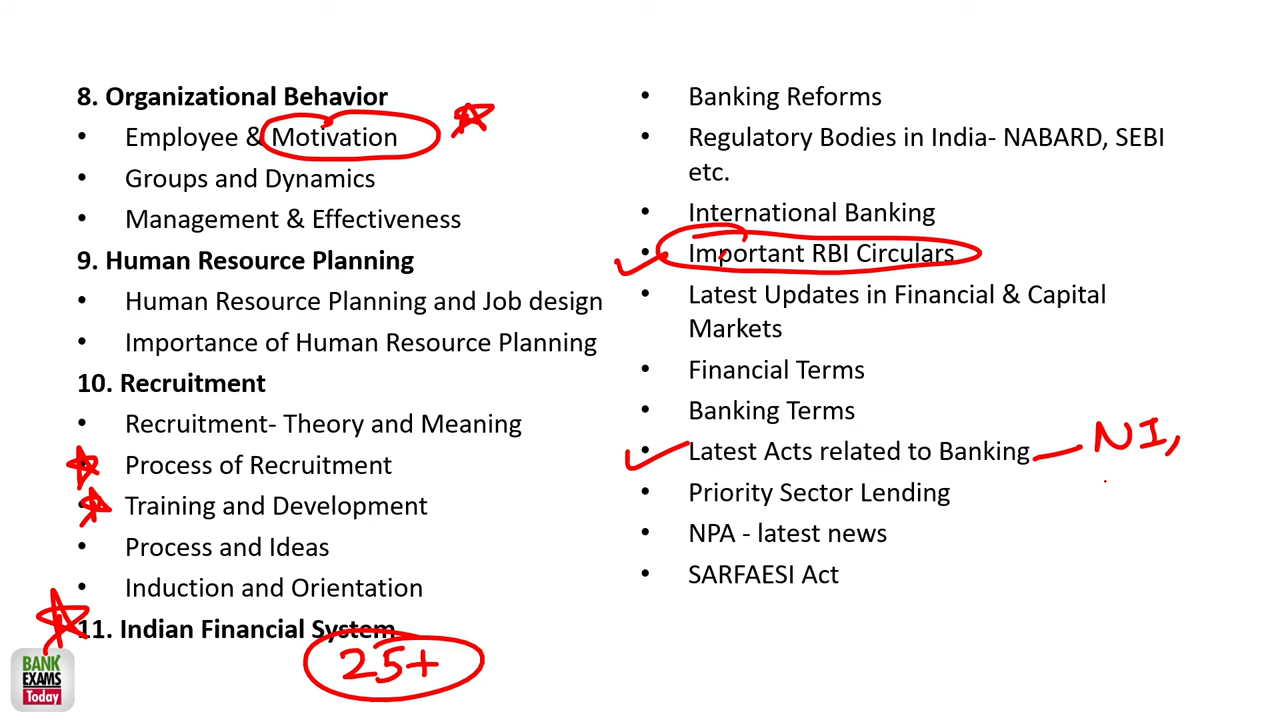 8. Organizational Behavior
• Employee & Motivation
• Groups and Dynamics
• Management & Effectiveness
9. Human Resource Planning
• Human Resource Planning and Job design
• Importance of Human Resource Planning
10. Recruitment
• Recruitment- Theory and Meaning
• Process of Recruitment
• Training and Development
• Process and Ideas
• Induction and Orientation
11. Indian Financial System
25+
• Banking Reforms
• Regulatory Bodies in India- NABARD, SEBI
etc.
• International Banking
• Important RBI Circulars
• Latest Updates in Financial & Capital
Markets
• Financial Terms
• Banking Terms
• Latest Acts related to Banking — NI,
• Priority Sector Lending
• NPA - latest news
• SARFAESI Act
BANK
EXAMS
Today